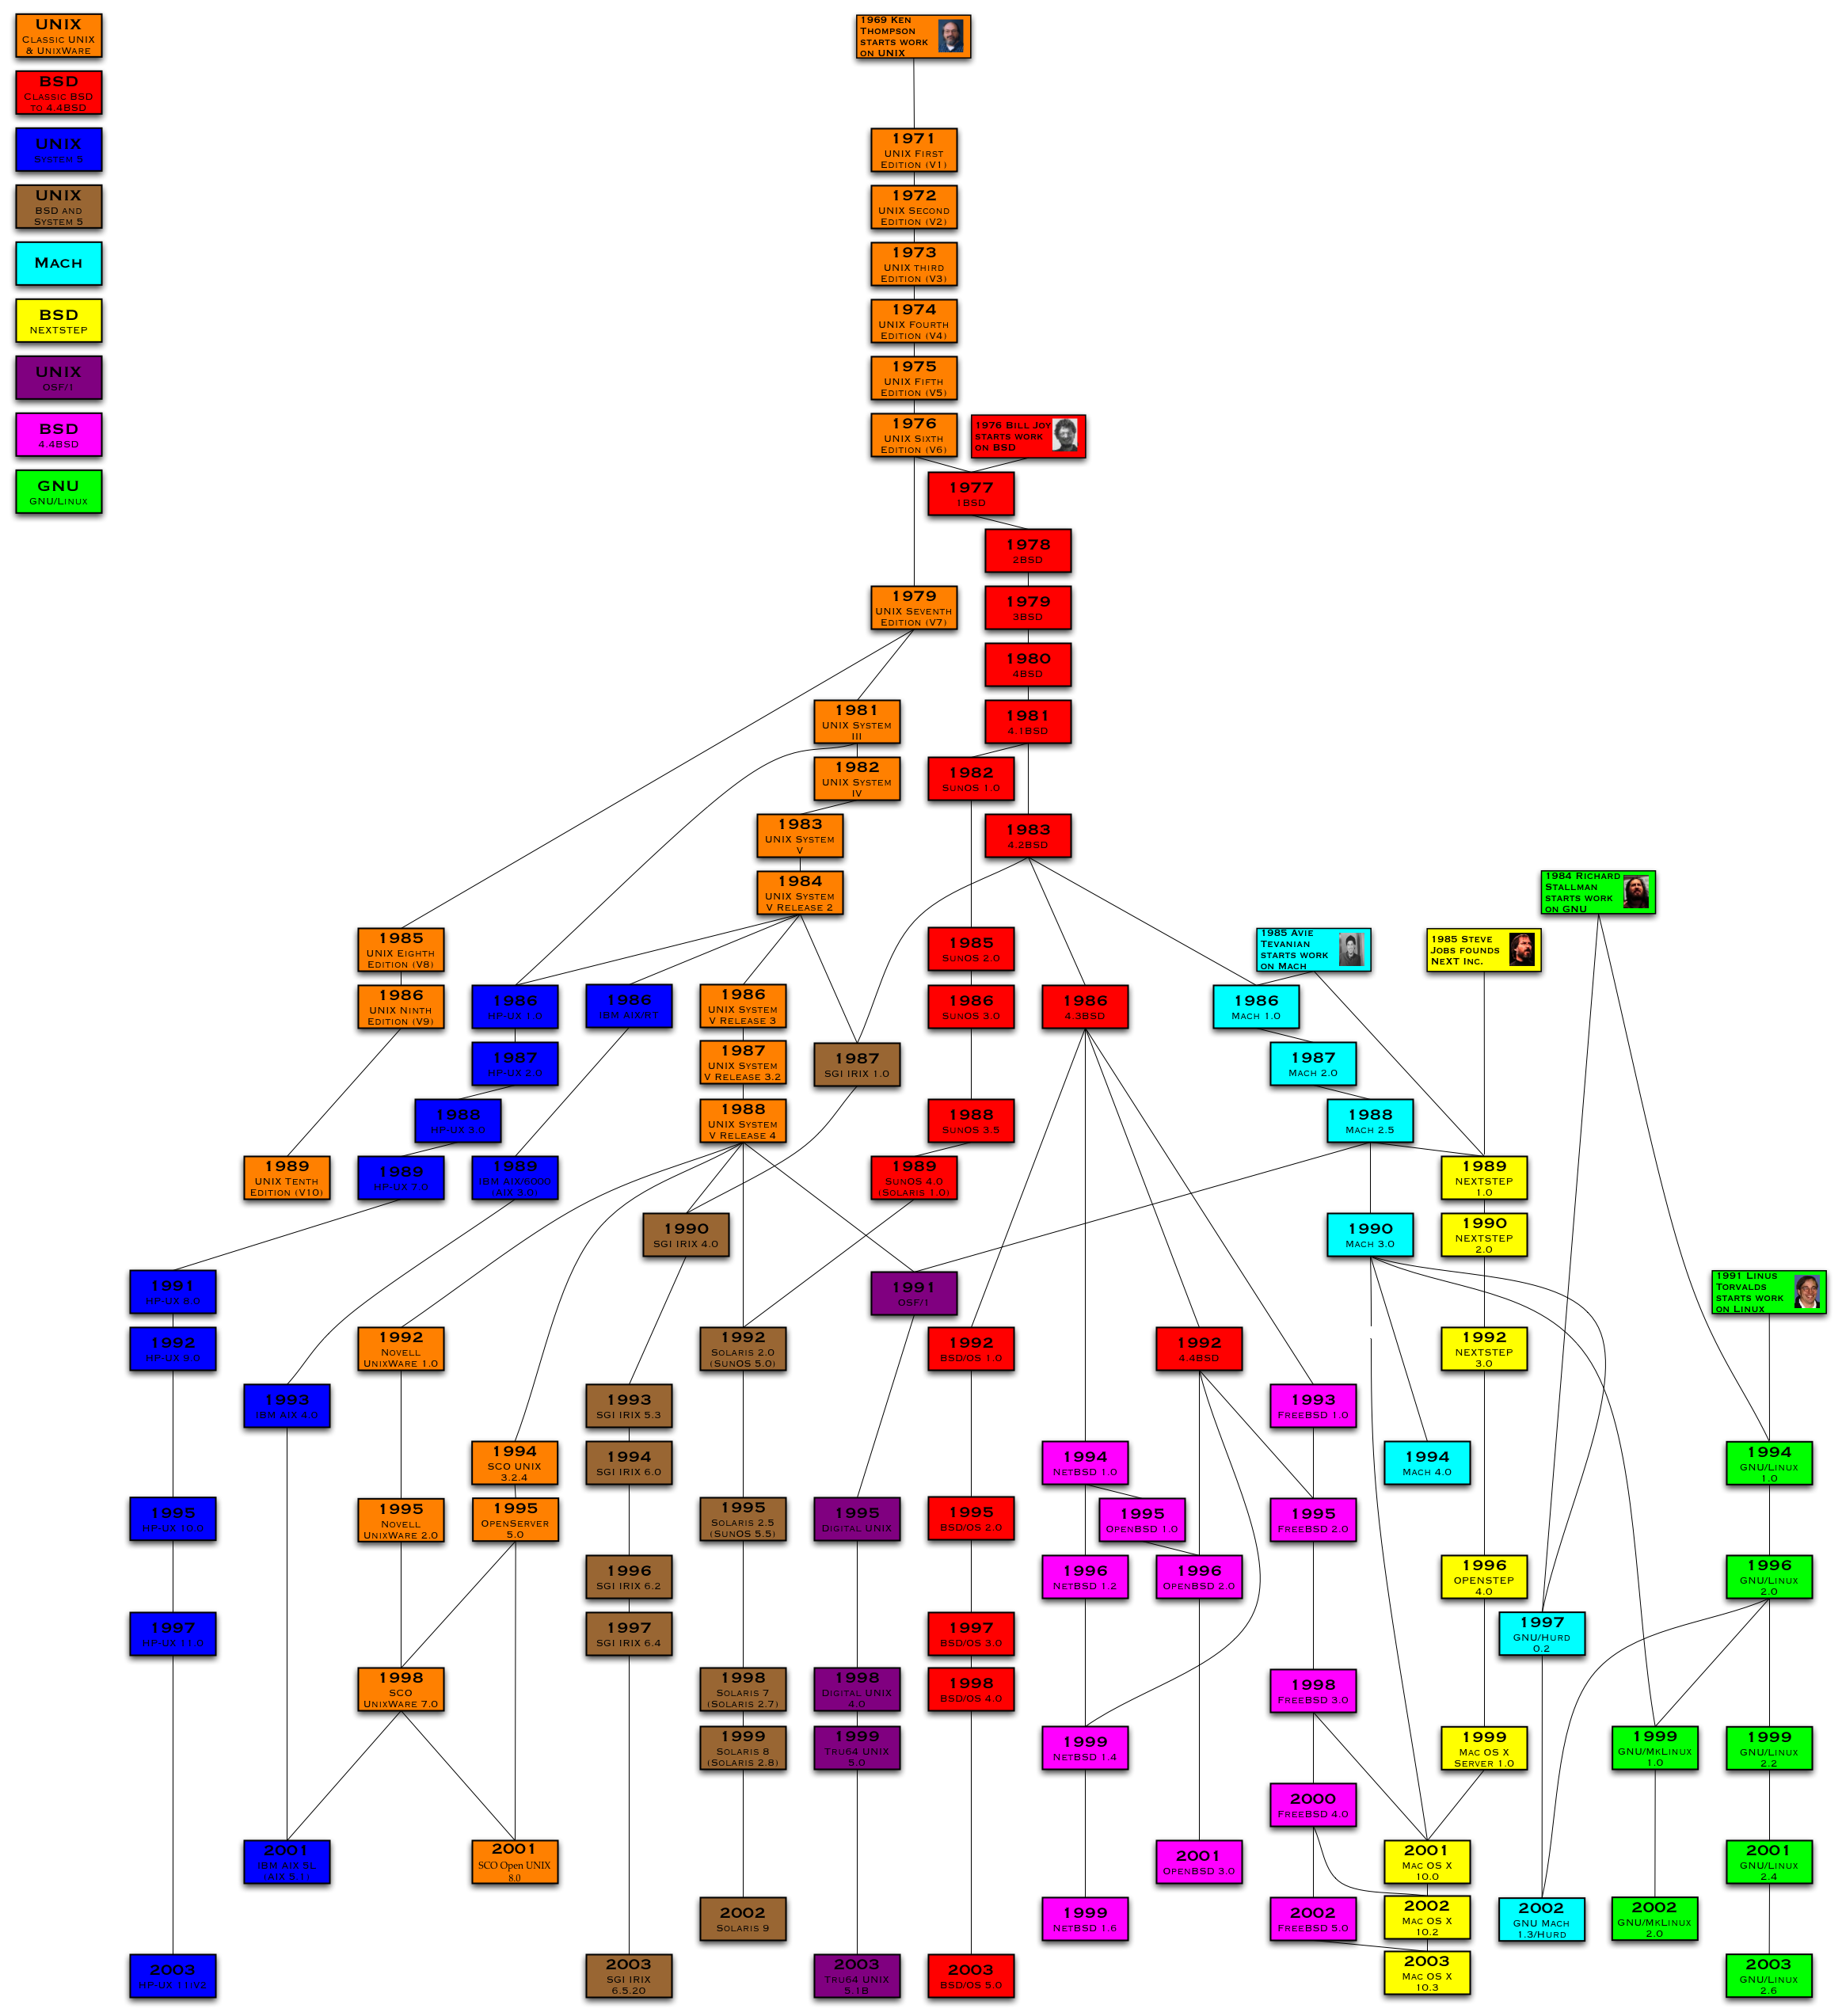 UNIX
Classic UNIX
& UnixWare
BSD
Classic BSD
to 4.4BSD
UNIX
System 5
UNIX
BSD and
System 5
Mach
BSD
NEXTSTEP
UNIX
OSF/1
BSD
4.4BSD
GNU
GNU/Linux
1969 Ken
Thompson
starts work
on UNIX
1971
UNIX First
Edition (V1)
1972
UNIX Second
Edition (V2)
1973
UNIX third
Edition (V3)
1974
UNIX Fourth
Edition (V4)
1975
UNIX Fifth
Edition (V5)
1976
UNIX Sixth
Edition (V6)
1976 Bill Joy
starts work
on BSD
1977
1BSD
1978
2BSD
1979
UNIX Seventh
Edition (V7)
1979
3BSD
1980
4BSD
1981
UNIX System
III
1981
4.1BSD
1982
UNIX System
IV
1982
SunOS 1.0
1983
UNIX System
V
1983
4.2BSD
1984
UNIX System
V Release 2
1984 Richard
Stallman
starts work
on GNU
1985
UNIX Eighth
Edition (V8)
1985
SunOS 2.0
1985 Avie
Tevanian
starts work
on Mach
1985 Steve
Jobs founds
NeXT Inc.
1986
UNIX Ninth
Edition (V9)
1986
HP-UX 1.0
1986
IBM AIX/RT
1986
UNIX System
V Release 3
1986
SunOS 3.0
1986
4.3BSD
1986
Mach 1.0
1987
HP-UX 2.0
1987
UNIX System
V Release 3.2
1987
SGI IRIX 1.0
1987
Mach 2.0
1988
HP-UX 3.0
1988
UNIX System
V Release 4
1988
SunOS 3.5
1988
Mach 2.5
1989
UNIX Tenth
Edition (V10)
1989
HP-UX 7.0
1989
IBM AIX/6000
(AIX 3.0)
1989
SunOS 4.0
(Solaris 1.0)
1989
NEXTSTEP
1.0
1990
SGI IRIX 4.0
1990
Mach 3.0
1990
NEXTSTEP
2.0
1991
HP-UX 8.0
1991
OSF/1
1991 Linus
Torvalds
starts work
on Linux
1992
HP-UX 9.0
1992
Novell
UnixWare 1.0
1992
Solaris 2.0
(SunOS 5.0)
1992
BSD/OS 1.0
1992
4.4BSD
1992
NEXTSTEP
3.0
1993
IBM AIX 4.0
1993
SGI IRIX 5.3
1993
FreeBSD 1.0
1994
SCO UNIX
3.2.4
1994
SGI IRIX 6.0
1994
NetBSD 1.0
1994
Mach 4.0
1994
GNU/Linux
1.0
1995
HP-UX 10.0
1995
Novell
UnixWare 2.0
1995
OpenServer
5.0
1995
Solaris 2.5
(SunOS 5.5)
1995
Digital UNIX
1995
BSD/OS 2.0
1995
OpenBSD 1.0
1995
FreeBSD 2.0
1996
SGI IRIX 6.2
1996
NetBSD 1.2
1996
OpenBSD 2.0
1996
OPENSTEP
4.0
1996
GNU/Linux
2.0
1997
HP-UX 11.0
1997
SGI IRIX 6.4
1997
BSD/OS 3.0
1997
GNU/Hurd
0.2
1998
SCO
UnixWare 7.0
1998
Solaris 7
(Solaris 2.7)
1998
Digital UNIX
4.0
1998
BSD/OS 4.0
1998
FreeBSD 3.0
1999
Solaris 8
(Solaris 2.8)
1999
Tru64 UNIX
5.0
1999
NetBSD 1.4
1999
Mac OS X
Server 1.0
1999
GNU/MkLinux
1.0
1999
GNU/Linux
2.2
2000
FreeBSD 4.0
2001
IBM AIX 5L
(AIX 5.1)
2001
SCO Open UNIX
8.0
2001
OpenBSD 3.0
2001
Mac OS X
10.0
2001
GNU/Linux
2.4
2002
Solaris 9
1999
NetBSD 1.6
2002
FreeBSD 5.0
2002
Mac OS X
10.2
2002
GNU Mach
1.3/Hurd
2002
GNU/MkLinux
2.0
2003
HP-UX 11i V2
2003
SGI IRIX
6.5.20
2003
Tru64 UNIX
5.1B
2003
BSD/OS 5.0
2003
Mac OS X
10.3
2003
GNU/Linux
2.6